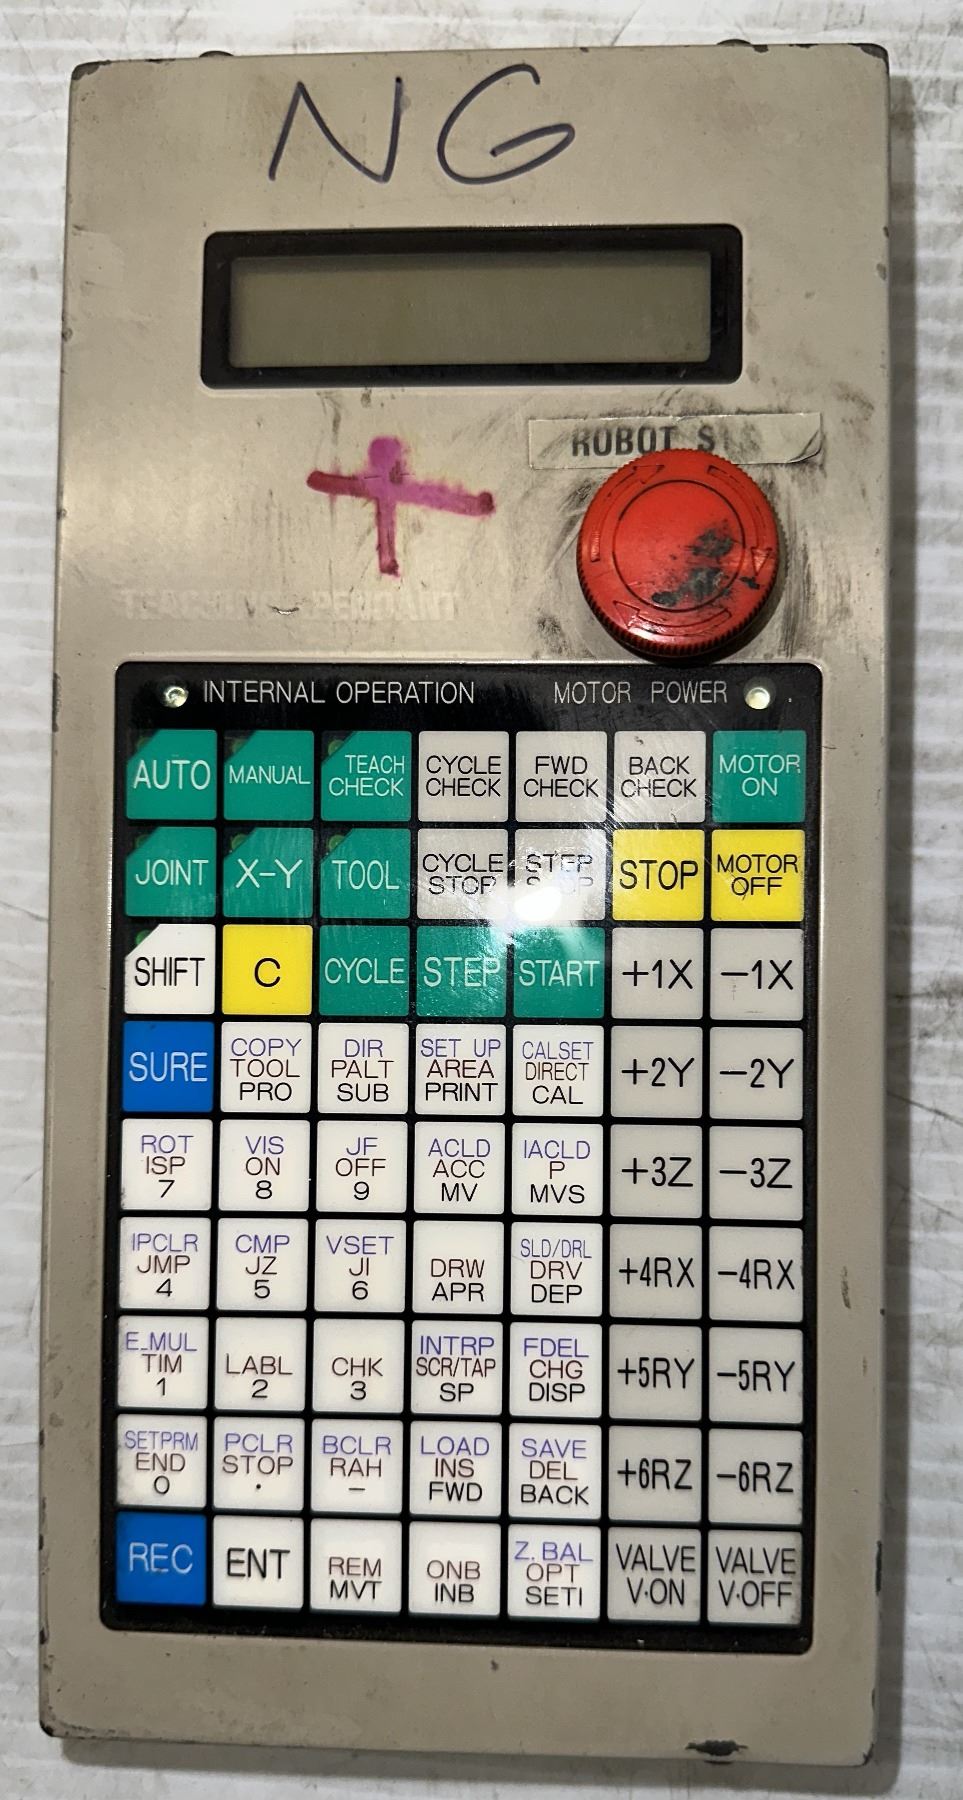 NG
ROBOT SYS
TEACHING PENDANT
INTERNAL OPERATION MOTOR POWER
AUTO MANUAL TEACH CHECK CYCLE CHECK FWD CHECK BACK CHECK MOTOR ON
JOINT X-Y TOOL CYCLE STOP STEP STOP STOP MOTOR OFF
SHIFT C CYCLE STEP START +1X -1X
SURE COPY TOOL PRO DIR PALT SUB SET UP AREA PRINT CALSET DIRECT CAL +2Y -2Y
ROT ISP 7 VIS ON 8 JF OFF 9 ACLD ACC MV IACLD P MVS +3Z -3Z
IPCLR JMP 4 CMP JZ 5 VSET JI 6 DRW APR SLD/DRL DRV DEP +4RX -4RX
E.MUL TIM 1 LABL 2 CHK 3 INTRP SCR/TAP SP FDEL CHG DISP +5RY -5RY
SETPRM END 0 PCLR STOP . BCLR RAH - LOAD INS FWD SAVE DEL BACK +6RZ -6RZ
REC ENT REM MVT ONB INB Z.BAL OPT SETI VALVE V·ON VALVE V·OFF